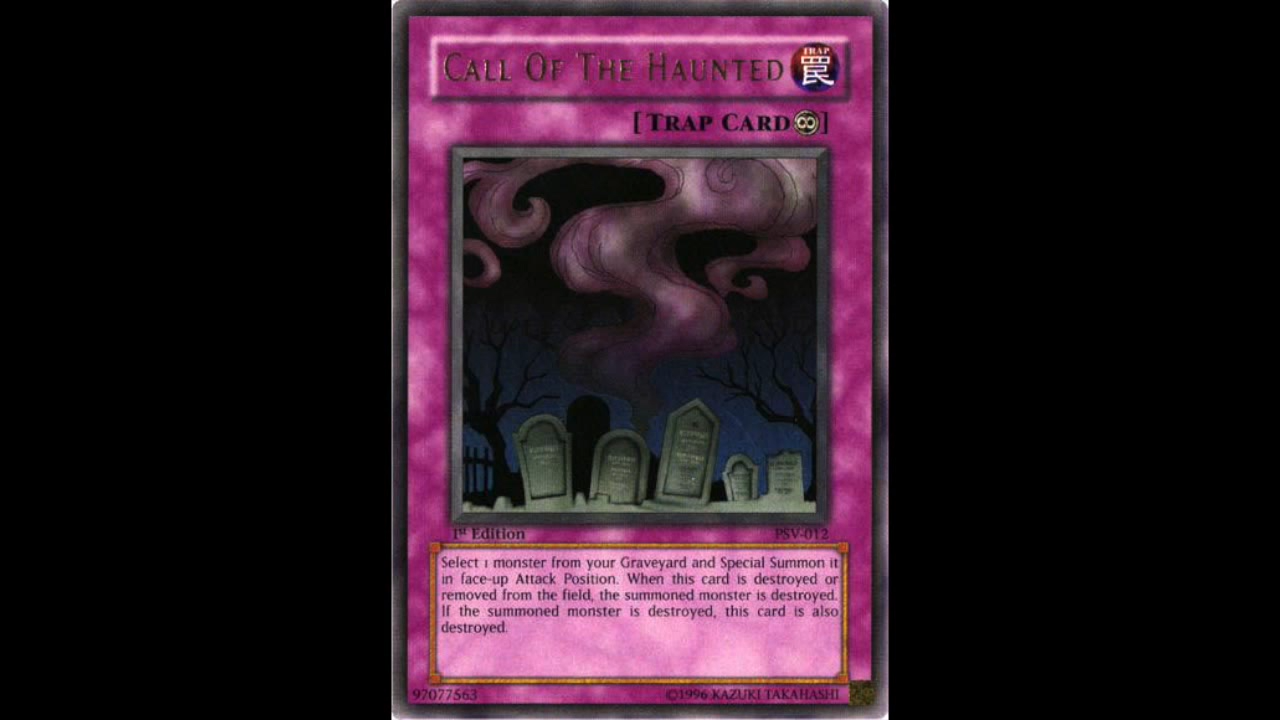 CALL OF THE HAUNTED
TRAP
罠
[TRAP CARD∞]
1st Edition
PSV-012
Select 1 monster from your Graveyard and Special Summon it
in face-up Attack Position. When this card is destroyed or
removed from the field, the summoned monster is destroyed.
If the summoned monster is destroyed, this card is also
destroyed.
97077563
©1996 KAZUKI TAKAHASHI